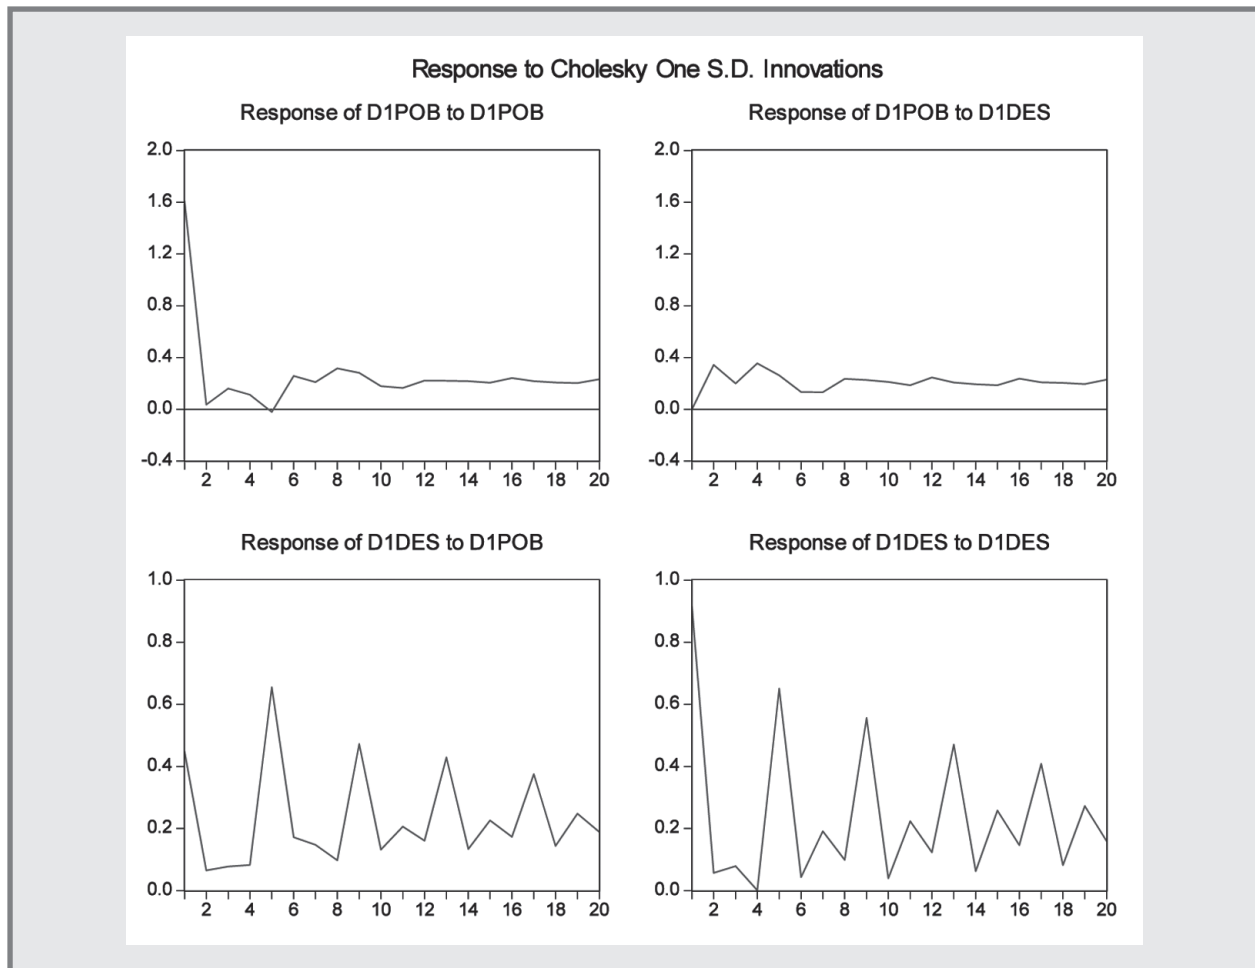 Response to Cholesky One S.D. Innovations
Response of D1POB to D1POB
2.0
1.6
1.2
0.8
0.4
0.0
-0.4
2 4 6 8 10 12 14 16 18 20
Response of D1POB to D1DES
2.0
1.6
1.2
0.8
0.4
0.0
-0.4
2 4 6 8 10 12 14 16 18 20
Response of D1DES to D1POB
1.0
0.8
0.6
0.4
0.2
0.0
2 4 6 8 10 12 14 16 18 20
Response of D1DES to D1DES
1.0
0.8
0.6
0.4
0.2
0.0
2 4 6 8 10 12 14 16 18 20